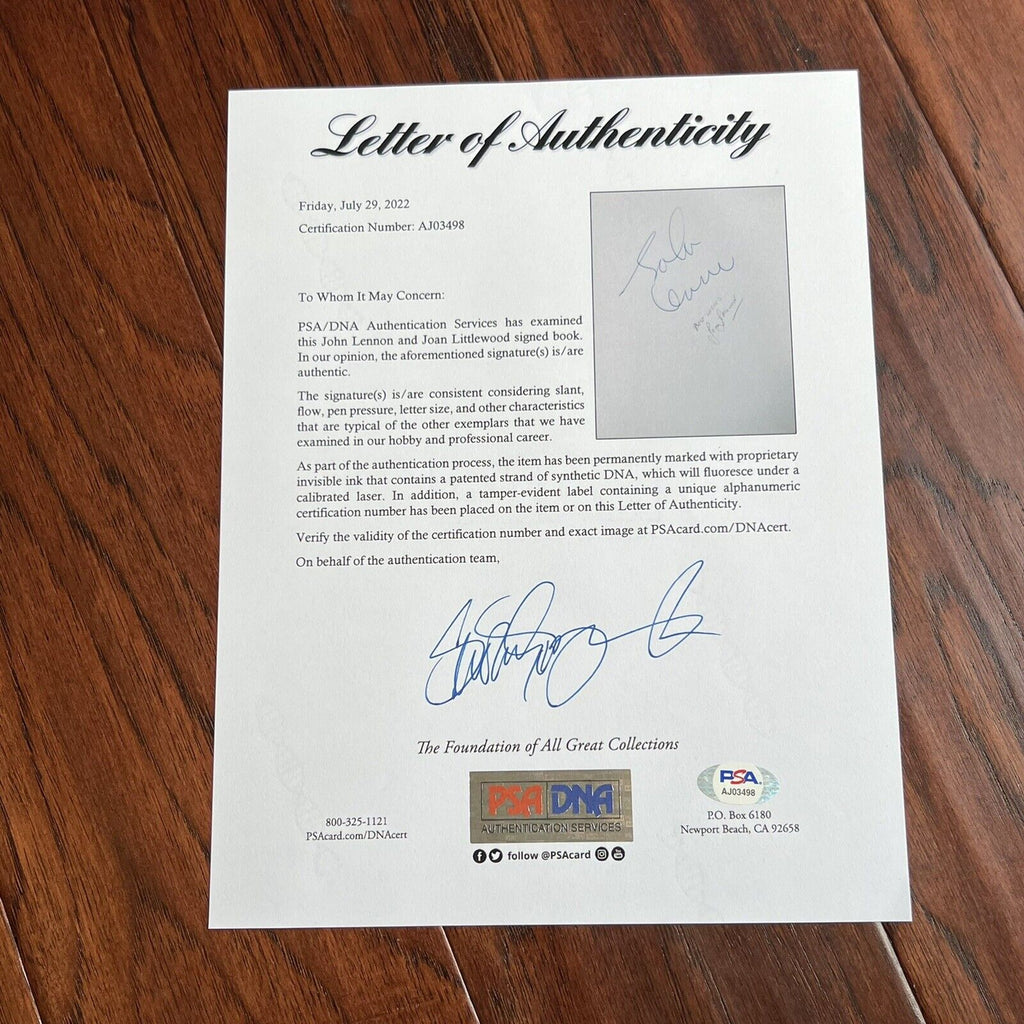 Letter of Authenticity
Friday, July 29, 2022
Certification Number: AJ03498
To Whom It May Concern:
PSA/DNA Authentication Services has examined
this John Lennon and Joan Littlewood signed book.
In our opinion, the aforementioned signature(s) is/are
authentic.
The signature(s) is/are consistent considering slant,
flow, pen pressure, letter size, and other characteristics
that are typical of the other exemplars that we have
examined in our hobby and professional career.
As part of the authentication process, the item has been permanently marked with proprietary
invisible ink that contains a patented strand of synthetic DNA, which will fluoresce under a
calibrated laser. In addition, a tamper-evident label containing a unique alphanumeric
certification number has been placed on the item or on this Letter of Authenticity.
Verify the validity of the certification number and exact image at PSAcard.com/DNAcert.
On behalf of the authentication team,
The Foundation of All Great Collections
800-325-1121
PSAcard.com/DNAcert
PSA DNA
AUTHENTICATION SERVICES
follow @PSAcard
PSA
AJ03498
P.O. Box 6180
Newport Beach, CA 92658